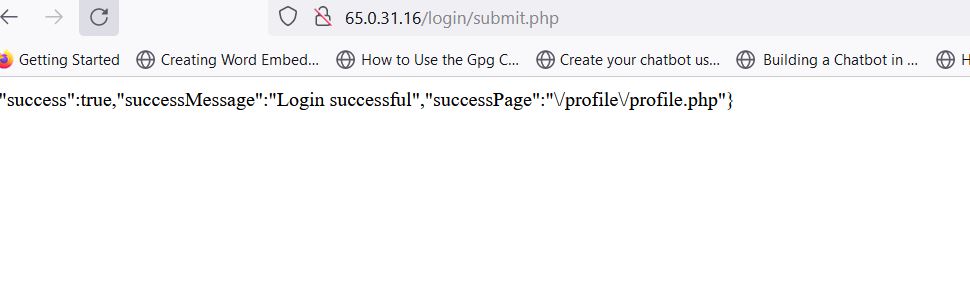 65.0.31.16/login/submit.php
Getting Started Creating Word Embed... How to Use the Gpg C... Create your chatbot us... Building a Chatbot in ... H
"success":true,"successMessage":"Login successful","successPage":"\/profile\/profile.php"}